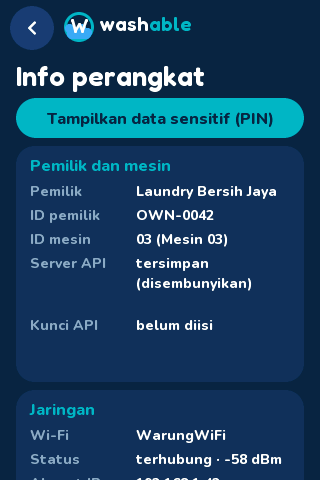 washable
Info perangkat
Tampilkan data sensitif (PIN)
Pemilik dan mesin
Pemilik Laundry Bersih Jaya
ID pemilik OWN-0042
ID mesin 03 (Mesin 03)
Server API tersimpan
(disembunyikan)
Kunci API belum diisi
Jaringan
Wi-Fi WarungWiFi
Status terhubung · -58 dBm